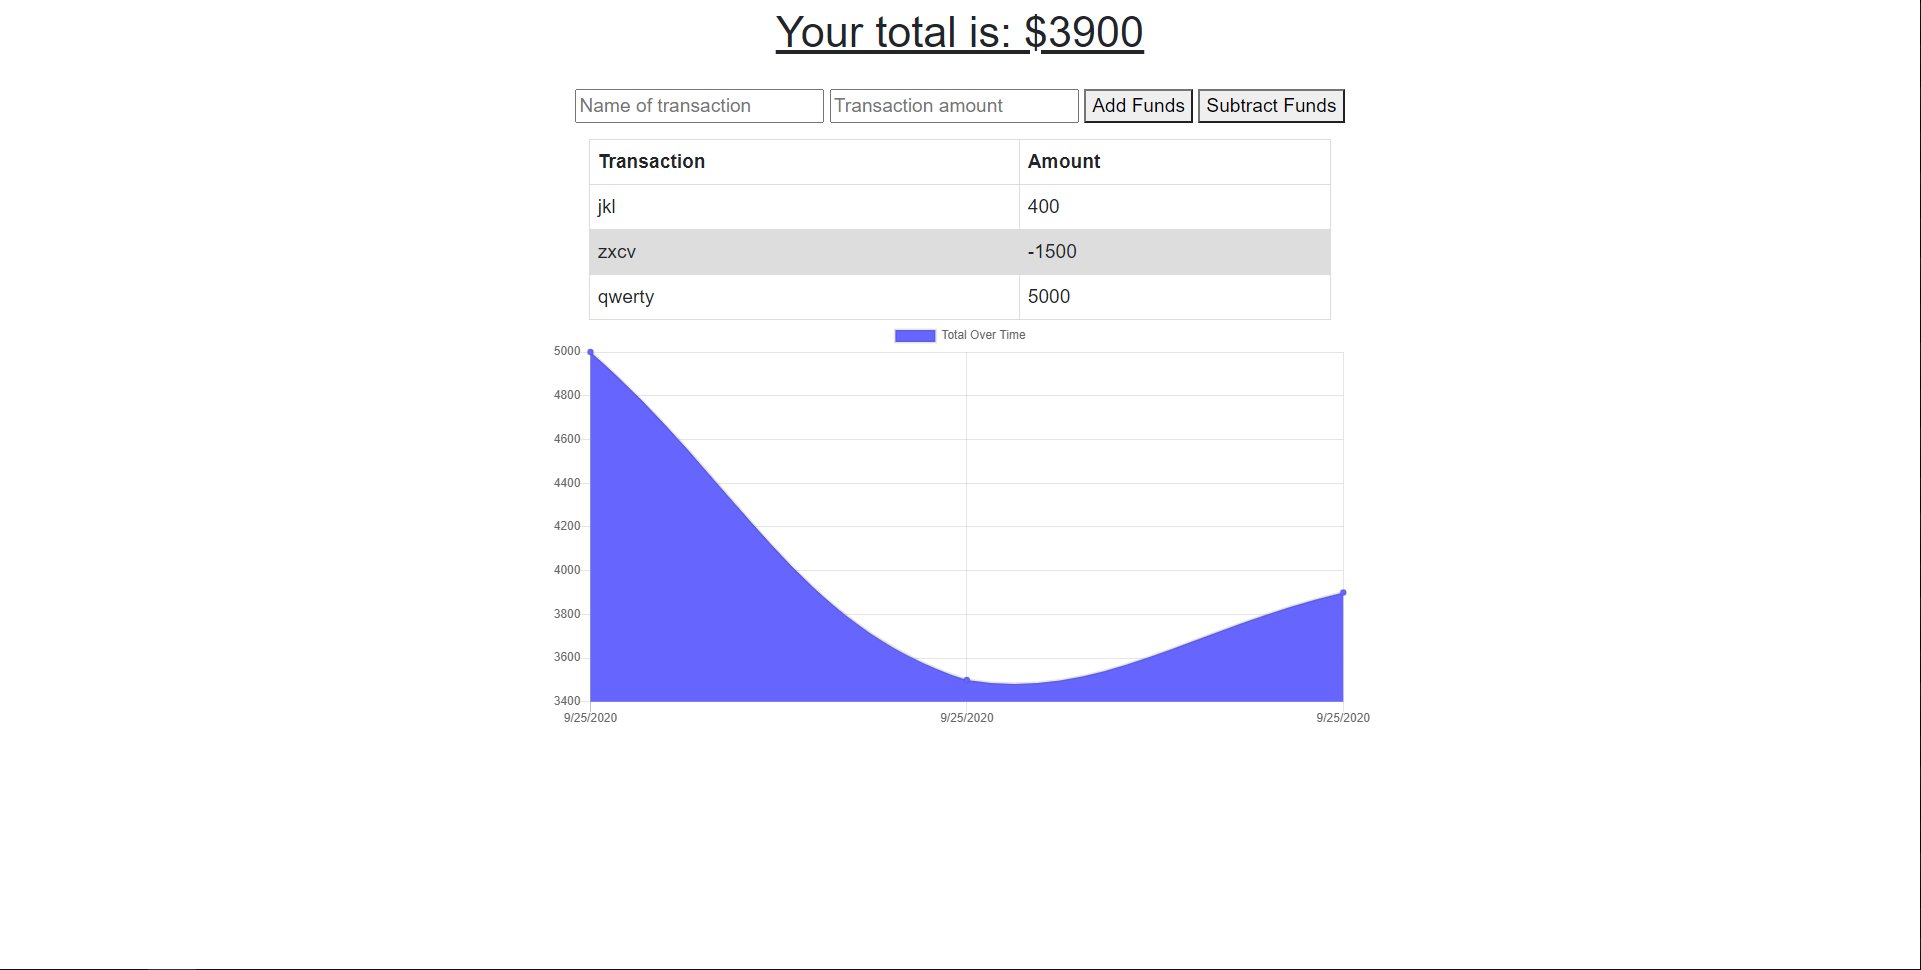 Your total is: $3900
Name of transaction Transaction amount Add Funds Subtract Funds
Transaction Amount
jkl 400
zxcv -1500
qwerty 5000
Total Over Time
5000
4800
4600
4400
4200
4000
3800
3600
3400
9/25/2020 9/25/2020 9/25/2020